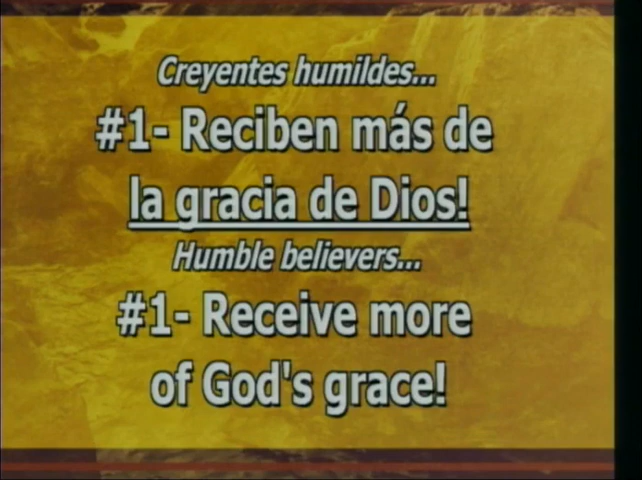 Creyentes humildes...
#1- Reciben más de
la gracia de Dios!
Humble believers...
#1- Receive more
of God's grace!